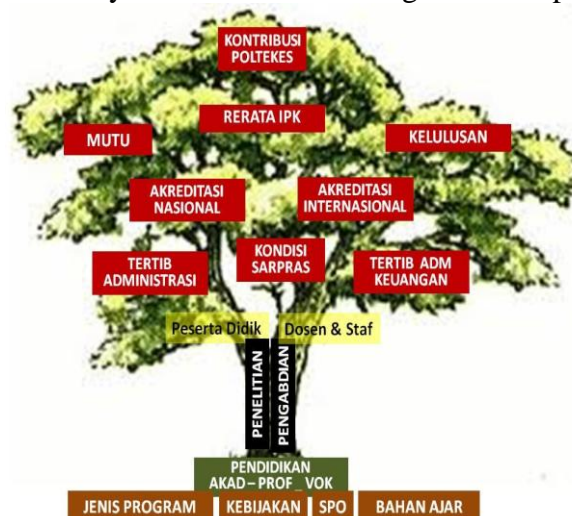 KONTRIBUSI
POLTEKES
RERATA IPK
MUTU
KELULUSAN
AKREDITASI
NASIONAL
AKREDITASI
INTERNASIONAL
TERTIB
ADMINISTRASI
KONDISI
SARPRAS
TERTIB ADM
KEUANGAN
Peserta Didik
Dosen & Staf
PENELITIAN
PENGABDIAN
PENDIDIKAN
AKAD – PROF_ VOK
JENIS PROGRAM
KEBIJAKAN
SPO
BAHAN AJAR